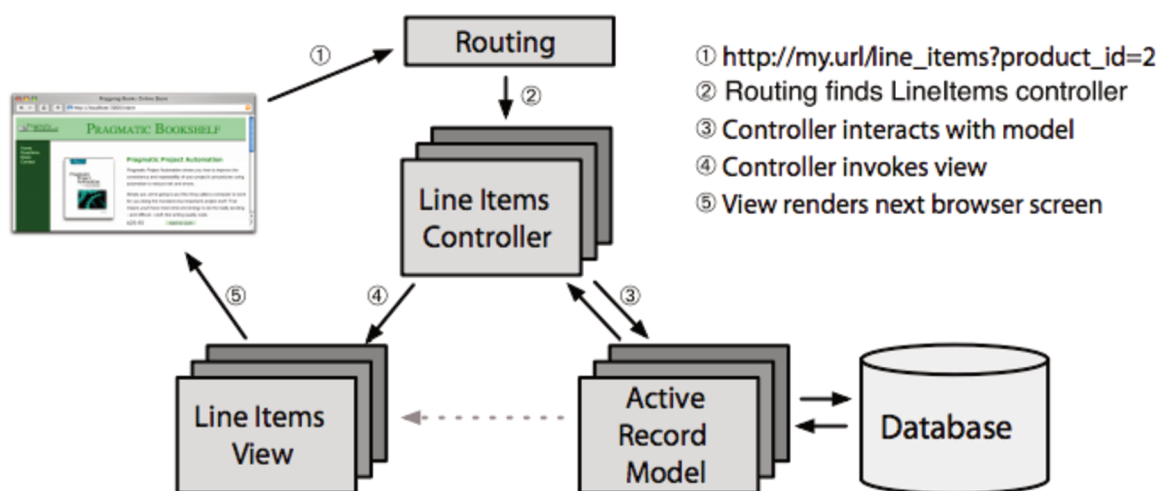 Routing
① http://my.url/line_items?product_id=2
② Routing finds LineItems controller
③ Controller interacts with model
④ Controller invokes view
⑤ View renders next browser screen
①
②
PRAGMATIC BOOKSHELF
Pragmatic Project Automation
Line Items
Controller
⑤
④
③
Line Items
View
Active
Record
Model
Database